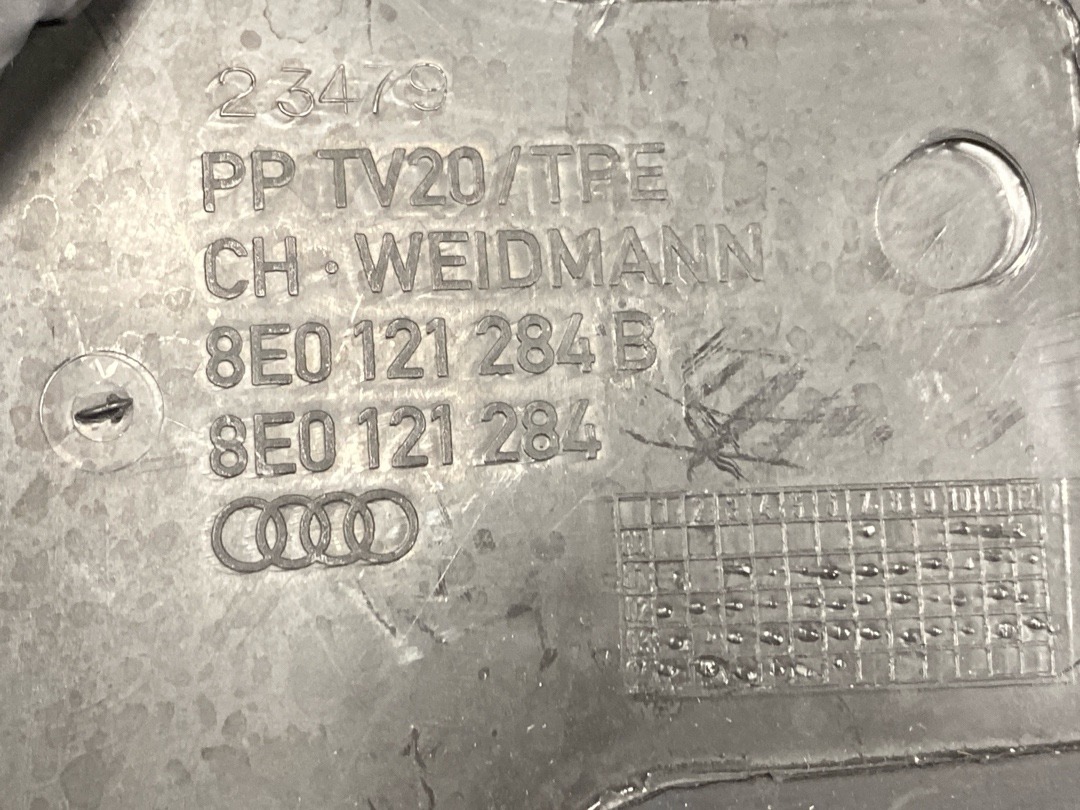 23479
PP TV20/TPE
CH · WEIDMANN
8E0 121 284 B
8E0 121 284